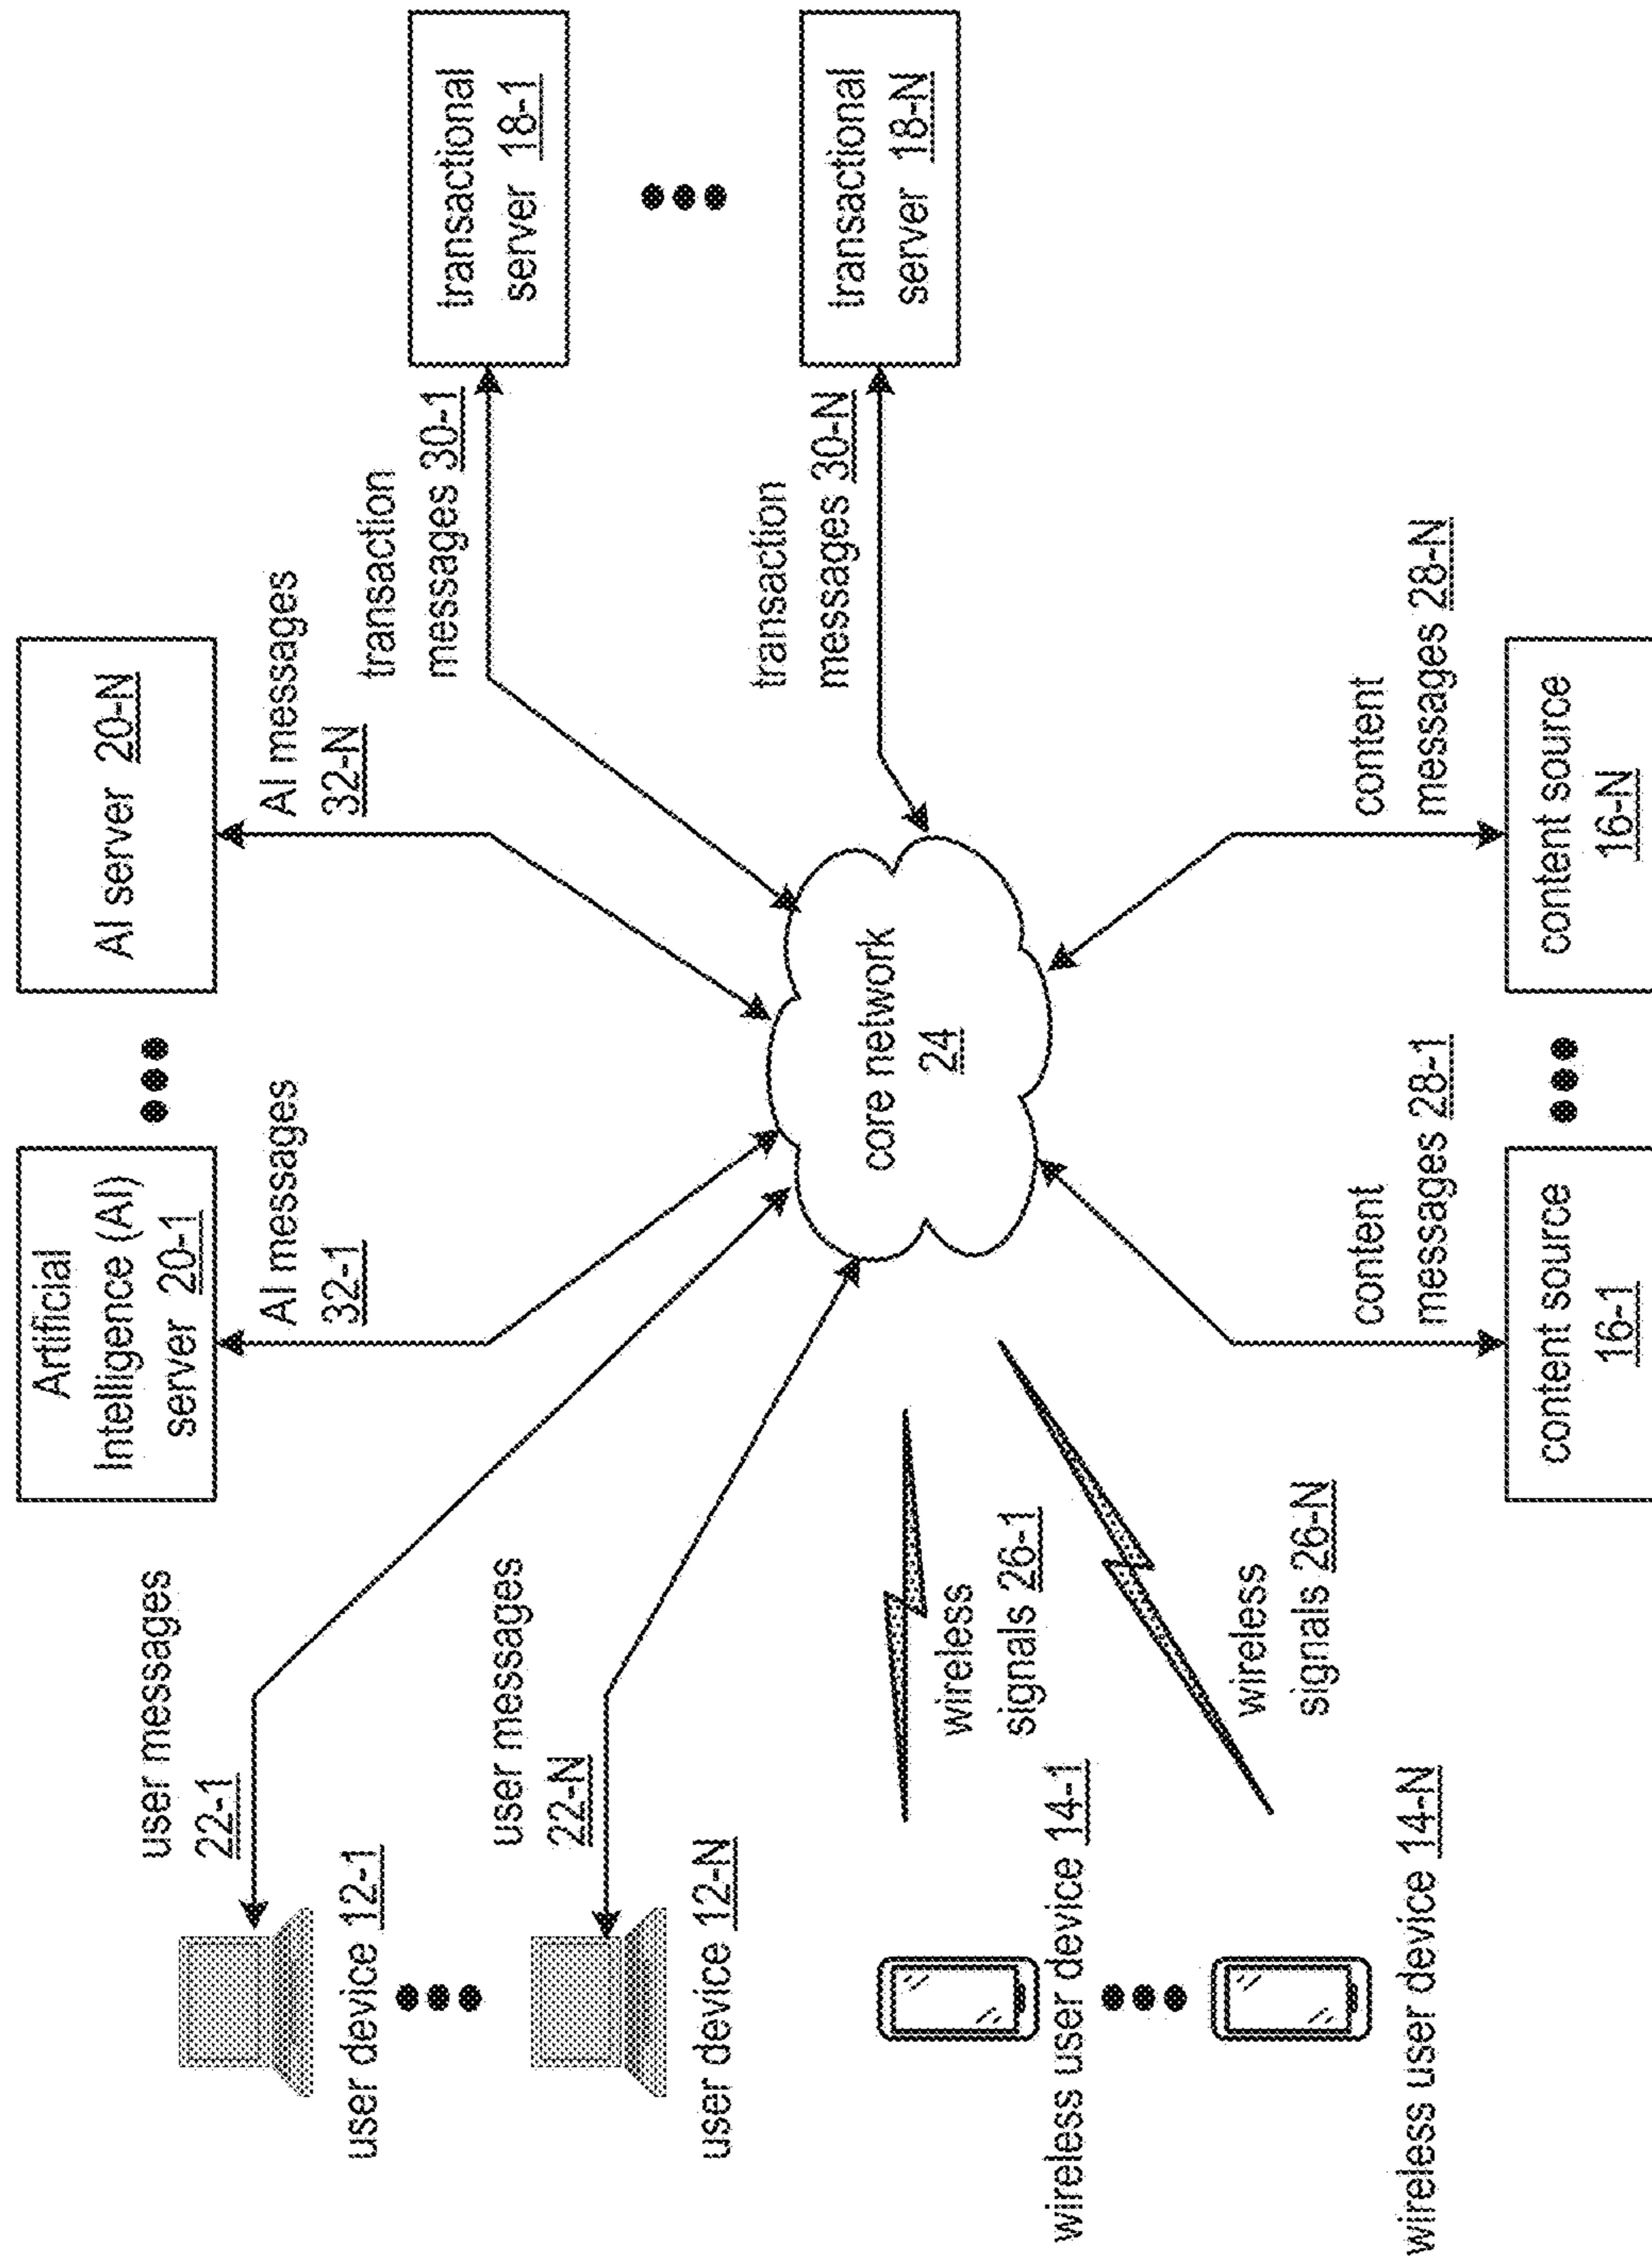 Artificial
Intelligence (AI)
server 20-1
AI server 20-N
AI messages
32-1
AI messages
32-N
user messages
22-1
user device 12-1
user messages
22-N
user device 12-N
transaction
messages 30-1
transactional
server 18-1
transaction
messages 30-N
transactional
server 18-N
core network
24
wireless
signals 26-1
wireless user device 14-1
wireless
signals 26-N
wireless user device 14-N
content
messages 28-1
content
messages 28-N
content source
16-1
content source
16-N